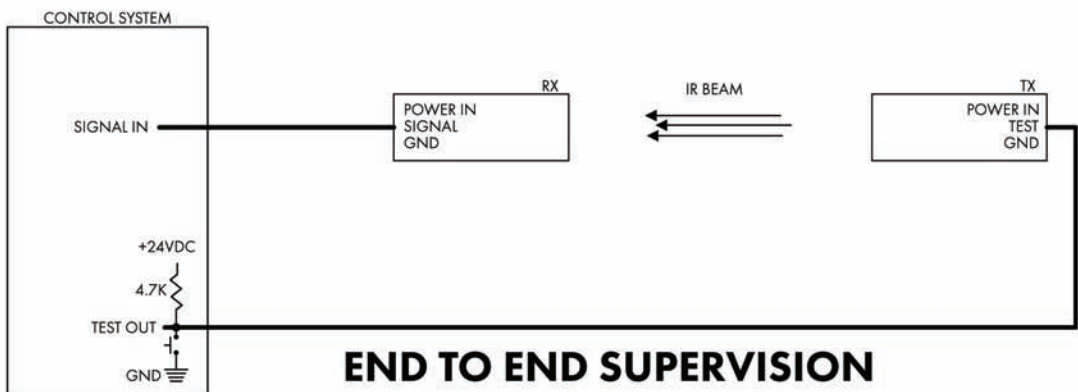 CONTROL SYSTEM
RX
IR BEAM
TX
POWER IN
SIGNAL
GND
POWER IN
TEST
GND
SIGNAL IN
+24VDC
4.7K
TEST OUT
GND
END TO END SUPERVISION